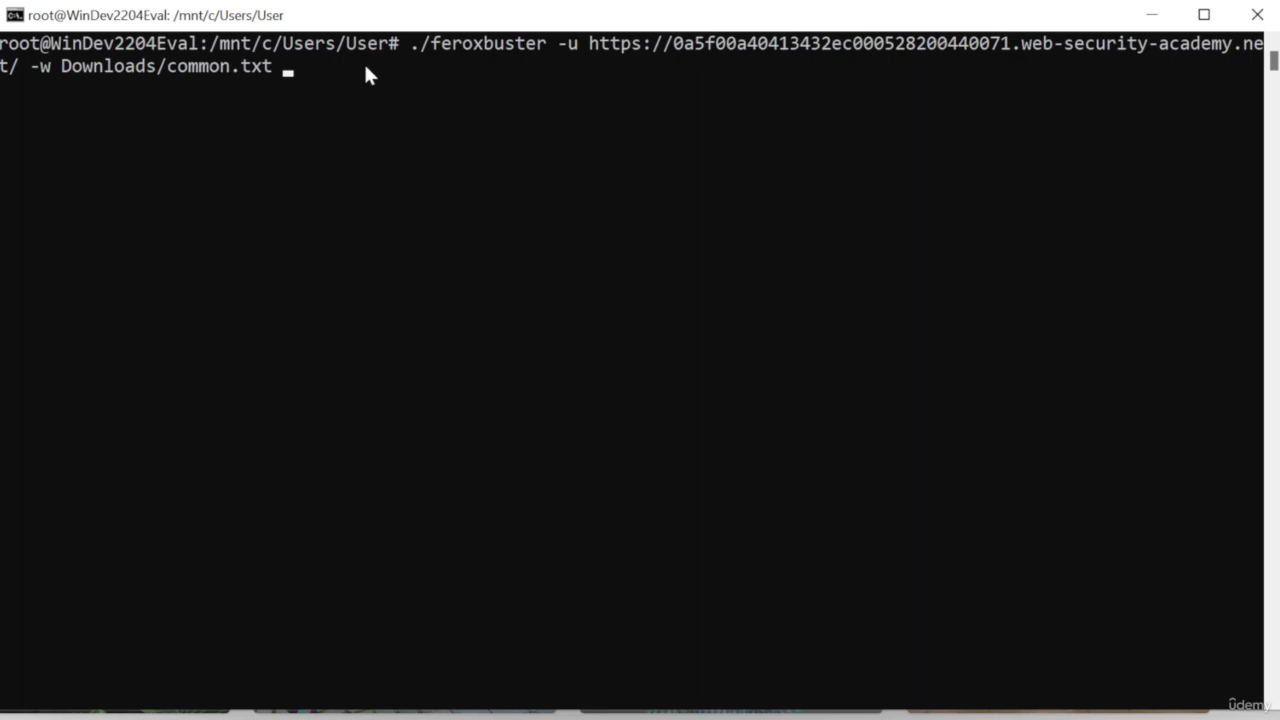 root@WinDev2204Eval: /mnt/c/Users/User
root@WinDev2204Eval:/mnt/c/Users/User# ./feroxbuster -u https://0a5f00a40413432ec000528200440071.web-security-academy.ne
t/ -w Downloads/common.txt
udemy